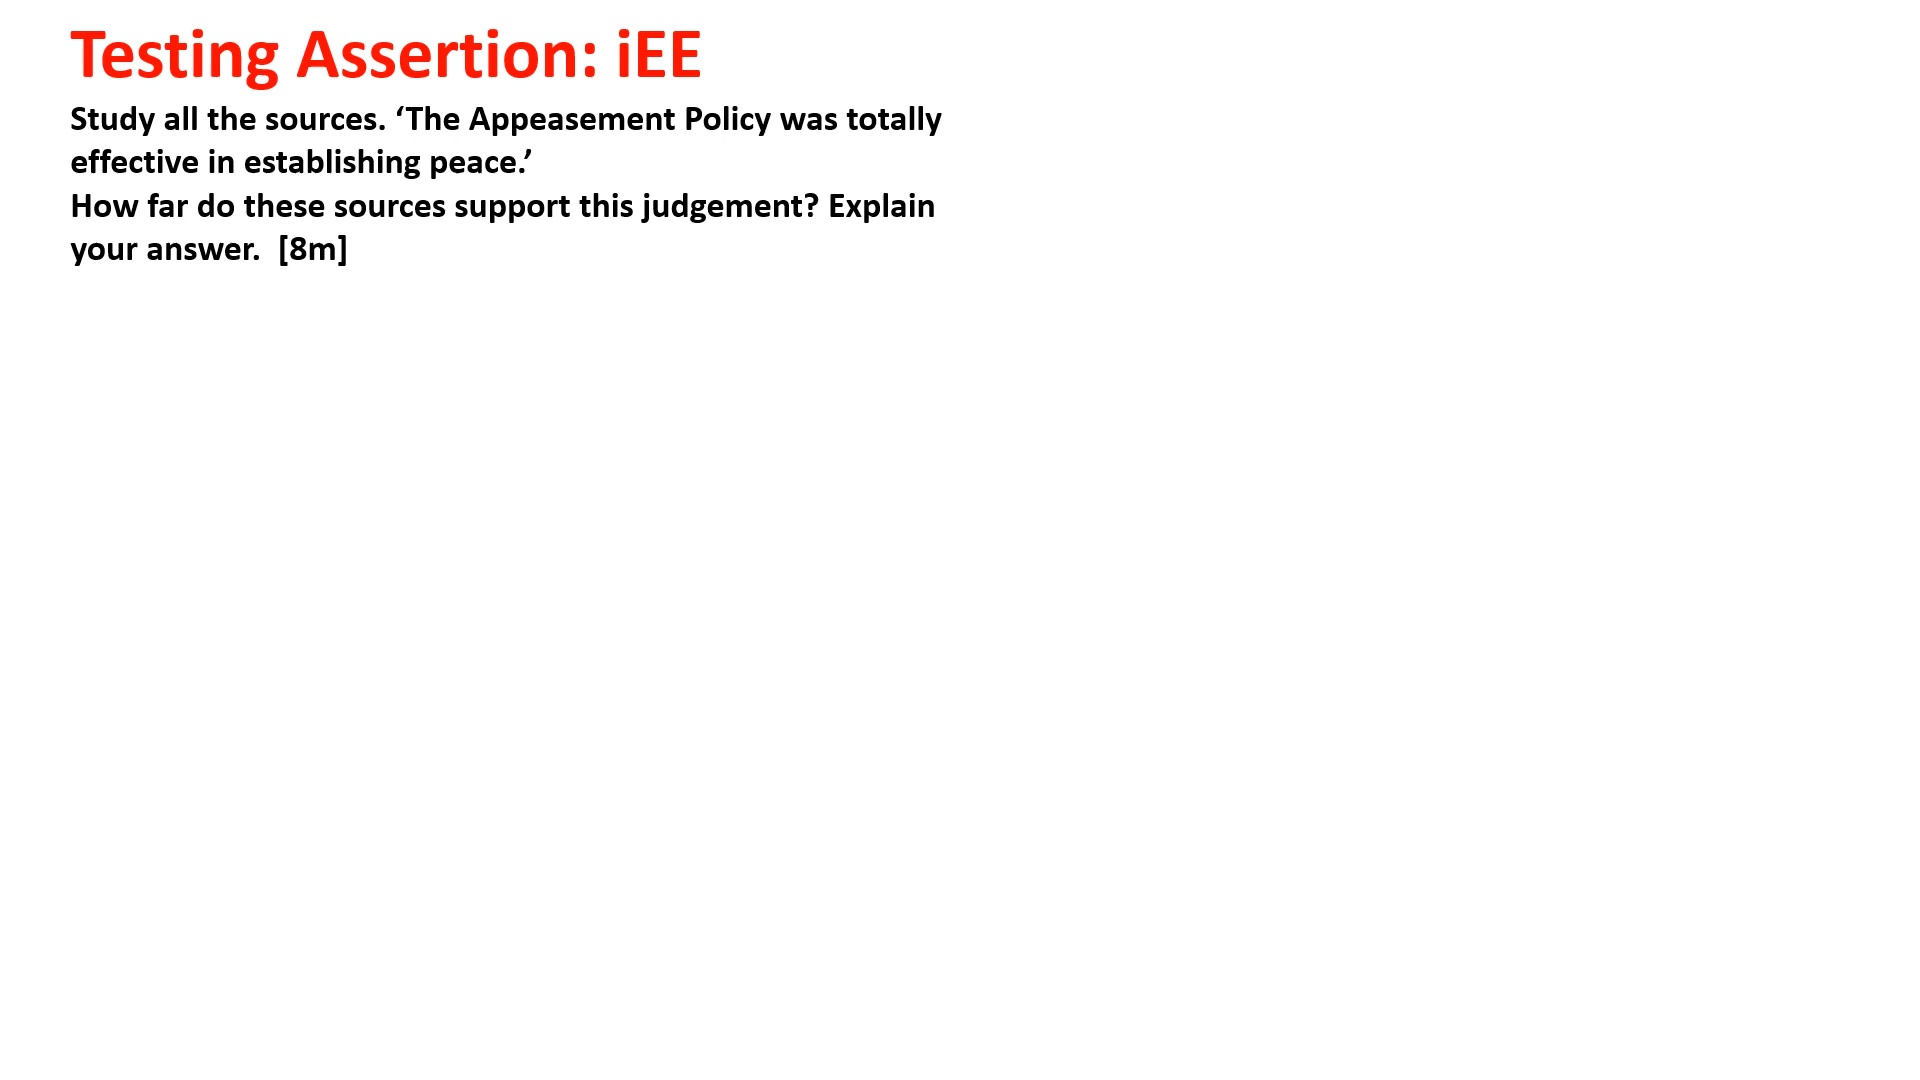 Testing Assertion: iEE
Study all the sources. ‘The Appeasement Policy was totally
effective in establishing peace.’
How far do these sources support this judgement? Explain
your answer.  [8m]